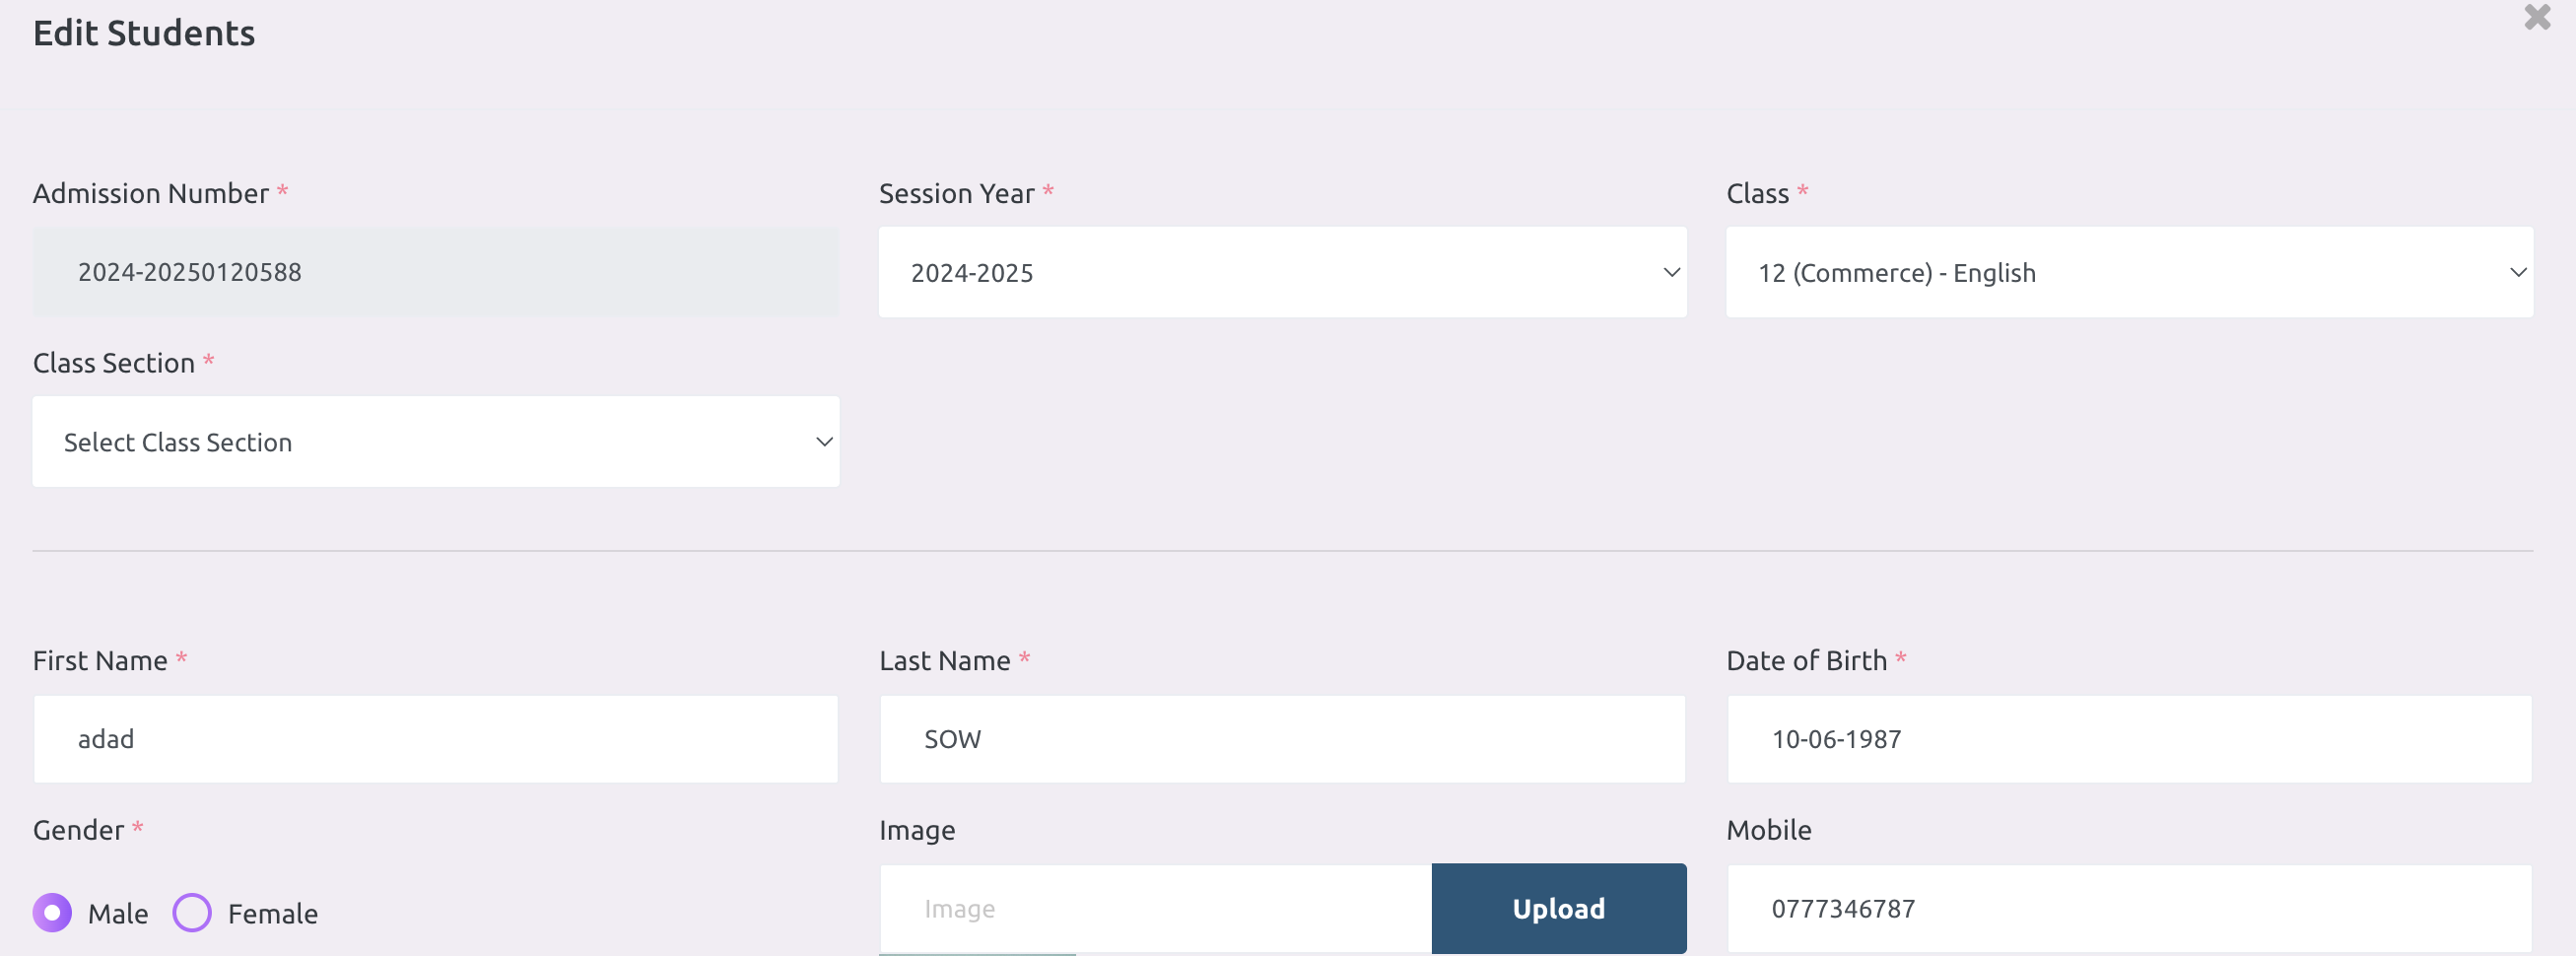 Edit Students
Admission Number *
2024-20250120588
Session Year *
2024-2025
Class *
12 (Commerce) - English
Class Section *
Select Class Section
First Name *
adad
Last Name *
SOW
Date of Birth *
10-06-1987
Gender *
Male Female
Image
Image Upload
Mobile
0777346787